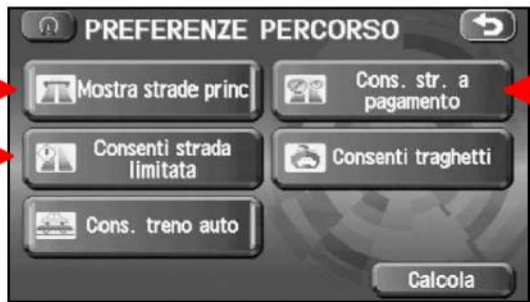 PREFERENZE PERCORSO
Mostra strade princ
Cons. str. a
pagamento
Consenti strada
limitata
Consenti traghetti
Cons. treno auto
Calcola